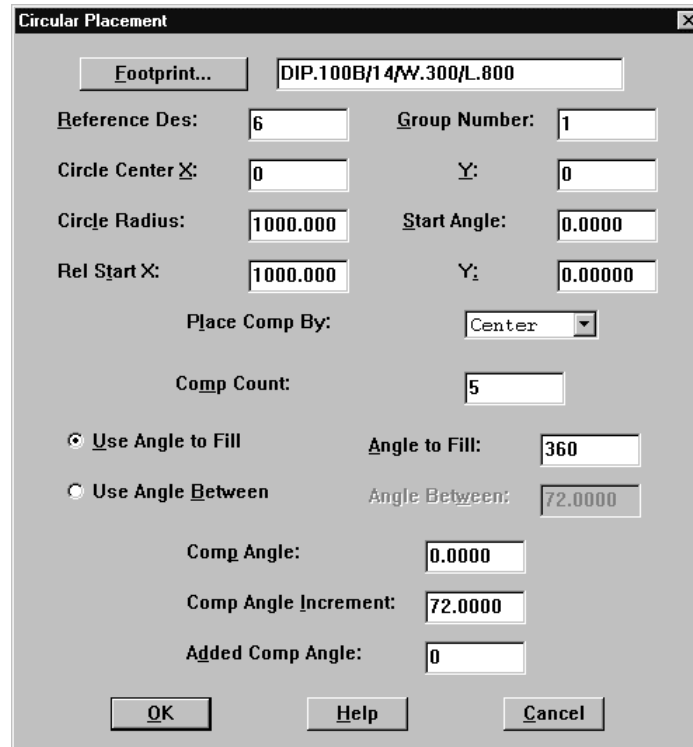 Circular Placement
Footprint... DIP.100B/14/W.300/L.800
Reference Des: 6 Group Number: 1
Circle Center X: 0 Y: 0
Circle Radius: 1000.000 Start Angle: 0.0000
Rel Start X: 1000.000 Y: 0.00000
Place Comp By: Center
Comp Count: 5
Use Angle to Fill Angle to Fill: 360
Use Angle Between Angle Between: 72.0000
Comp Angle: 0.0000
Comp Angle Increment: 72.0000
Added Comp Angle: 0
OK Help Cancel